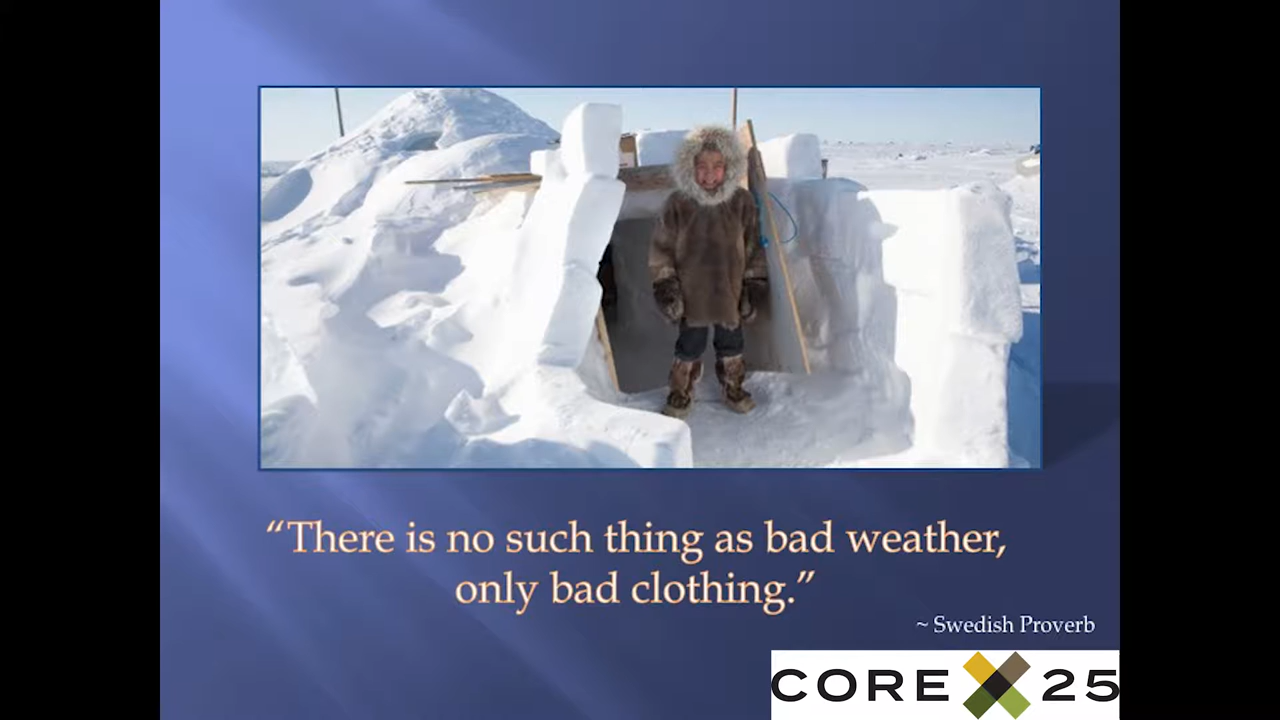 “There is no such thing as bad weather,
only bad clothing.”
~ Swedish Proverb
CORE X 25